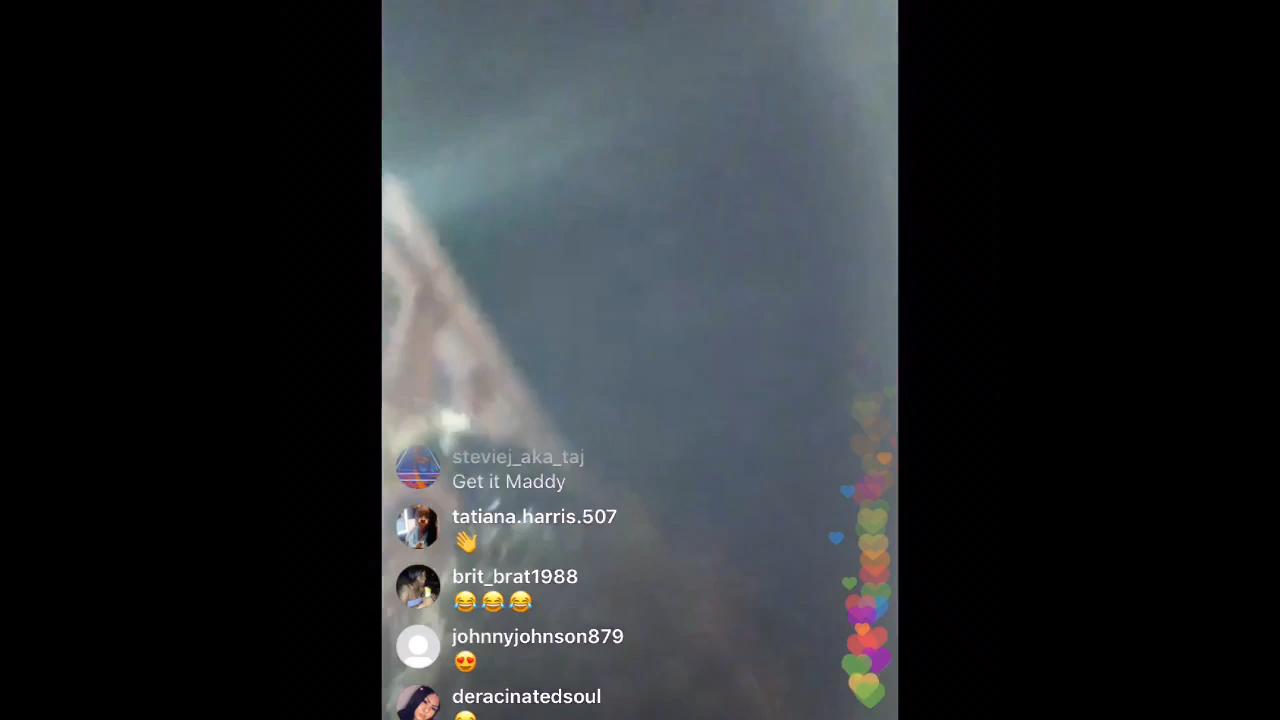 steviej_aka_taj
Get it Maddy
tatiana.harris.507
👋
brit_brat1988
😂😂😂
johnnyjohnson879
😍
deracinatedsoul